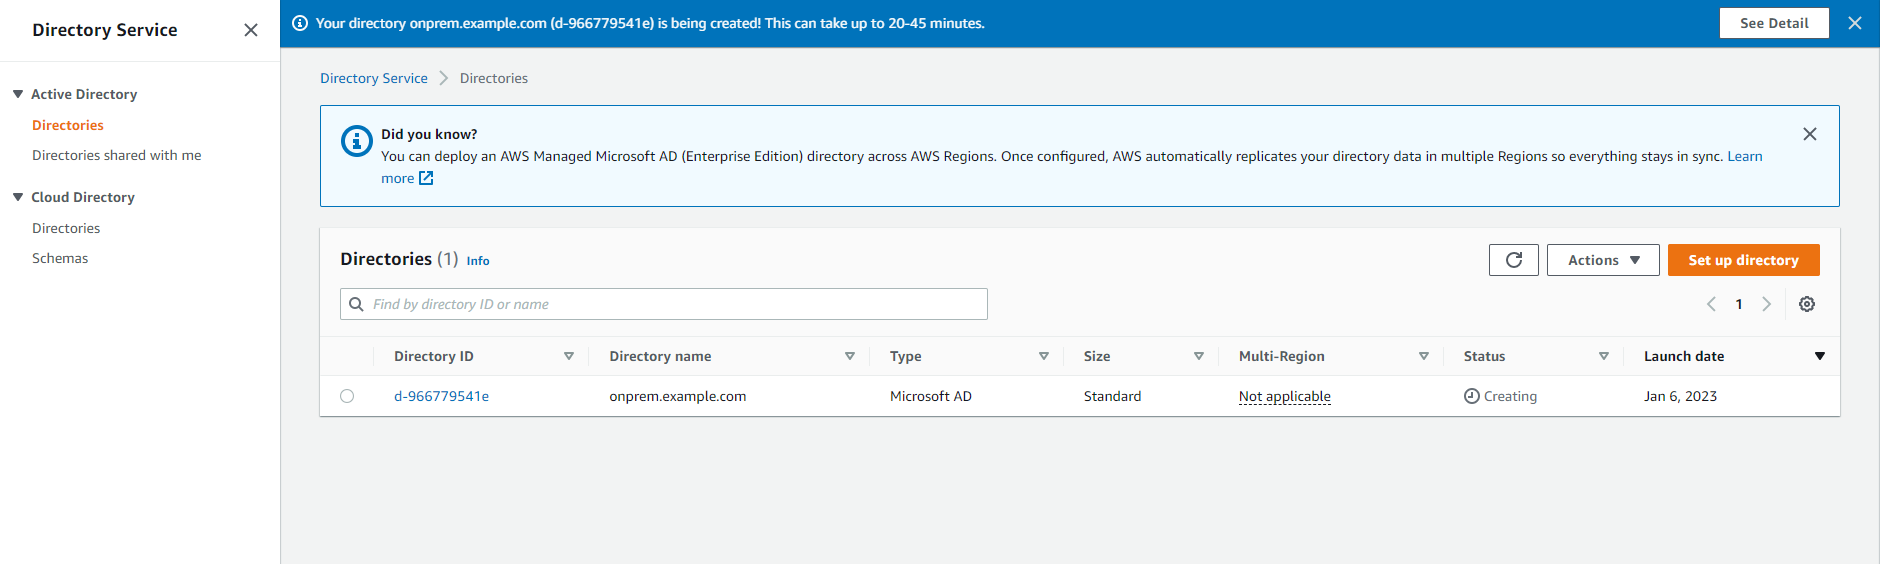 Directory Service
Active Directory
Directories
Directories shared with me
Cloud Directory
Directories
Schemas
Your directory onprem.example.com (d-966779541e) is being created! This can take up to 20-45 minutes.
See Detail
Directory Service Directories
Did you know?
You can deploy an AWS Managed Microsoft AD (Enterprise Edition) directory across AWS Regions. Once configured, AWS automatically replicates your directory data in multiple Regions so everything stays in sync. Learn
more
Directories (1) Info
Actions
Set up directory
Find by directory ID or name
1
Directory ID Directory name Type Size Multi-Region Status Launch date
d-966779541e onprem.example.com Microsoft AD Standard Not applicable Creating Jan 6, 2023